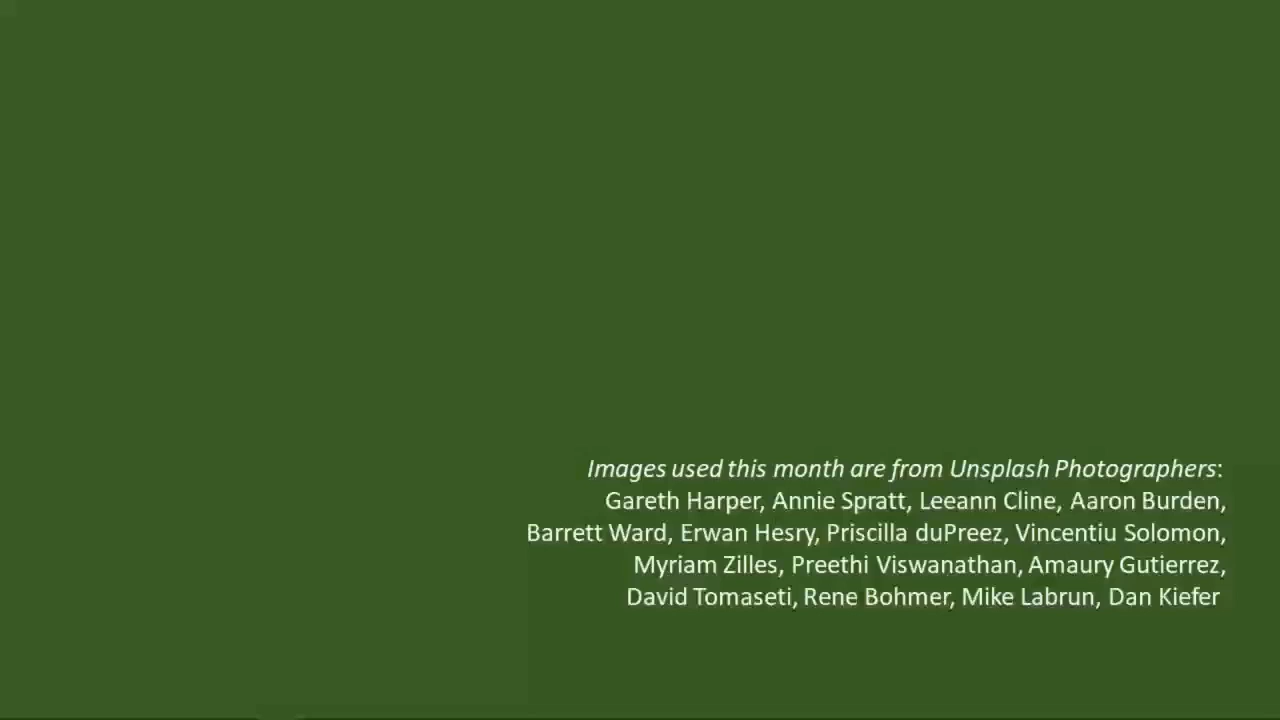 Images used this month are from Unsplash Photographers:
Gareth Harper, Annie Spratt, Leeann Cline, Aaron Burden,
Barrett Ward, Erwan Hesry, Priscilla duPreez, Vincentiu Solomon,
Myriam Zilles, Preethi Viswanathan, Amaury Gutierrez,
David Tomaseti, Rene Bohmer, Mike Labrun, Dan Kiefer